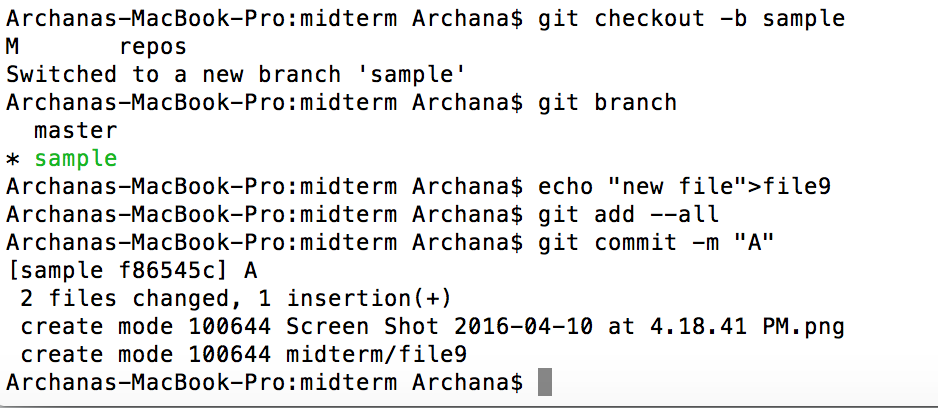 Archanas-MacBook-Pro:midterm Archana$ git checkout -b sample
M       repos
Switched to a new branch 'sample'
Archanas-MacBook-Pro:midterm Archana$ git branch
  master
* sample
Archanas-MacBook-Pro:midterm Archana$ echo "new file">file9
Archanas-MacBook-Pro:midterm Archana$ git add --all
Archanas-MacBook-Pro:midterm Archana$ git commit -m "A"
[sample f86545c] A
 2 files changed, 1 insertion(+)
 create mode 100644 Screen Shot 2016-04-10 at 4.18.41 PM.png
 create mode 100644 midterm/file9
Archanas-MacBook-Pro:midterm Archana$